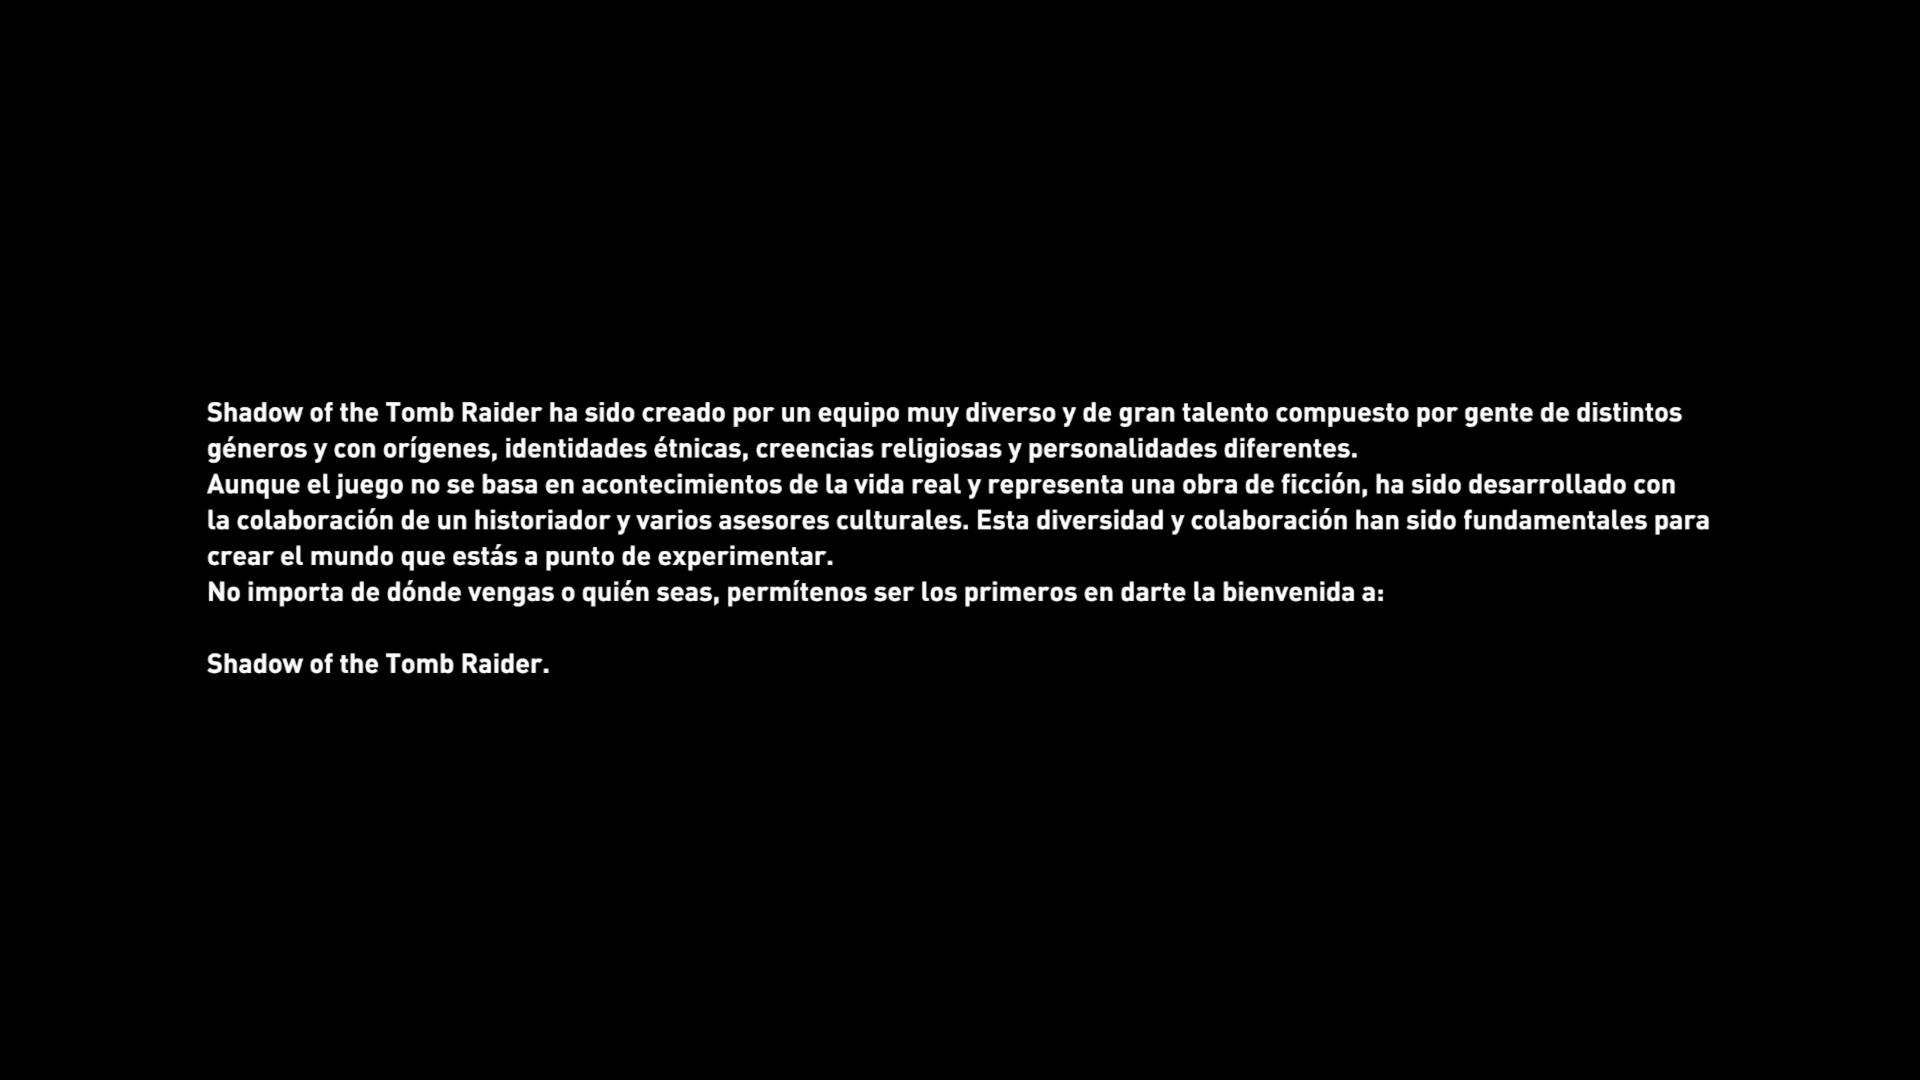 Shadow of the Tomb Raider ha sido creado por un equipo muy diverso y de gran talento compuesto por gente de distintos
géneros y con orígenes, identidades étnicas, creencias religiosas y personalidades diferentes.
Aunque el juego no se basa en acontecimientos de la vida real y representa una obra de ficción, ha sido desarrollado con
la colaboración de un historiador y varios asesores culturales. Esta diversidad y colaboración han sido fundamentales para
crear el mundo que estás a punto de experimentar.
No importa de dónde vengas o quién seas, permítenos ser los primeros en darte la bienvenida a:
Shadow of the Tomb Raider.